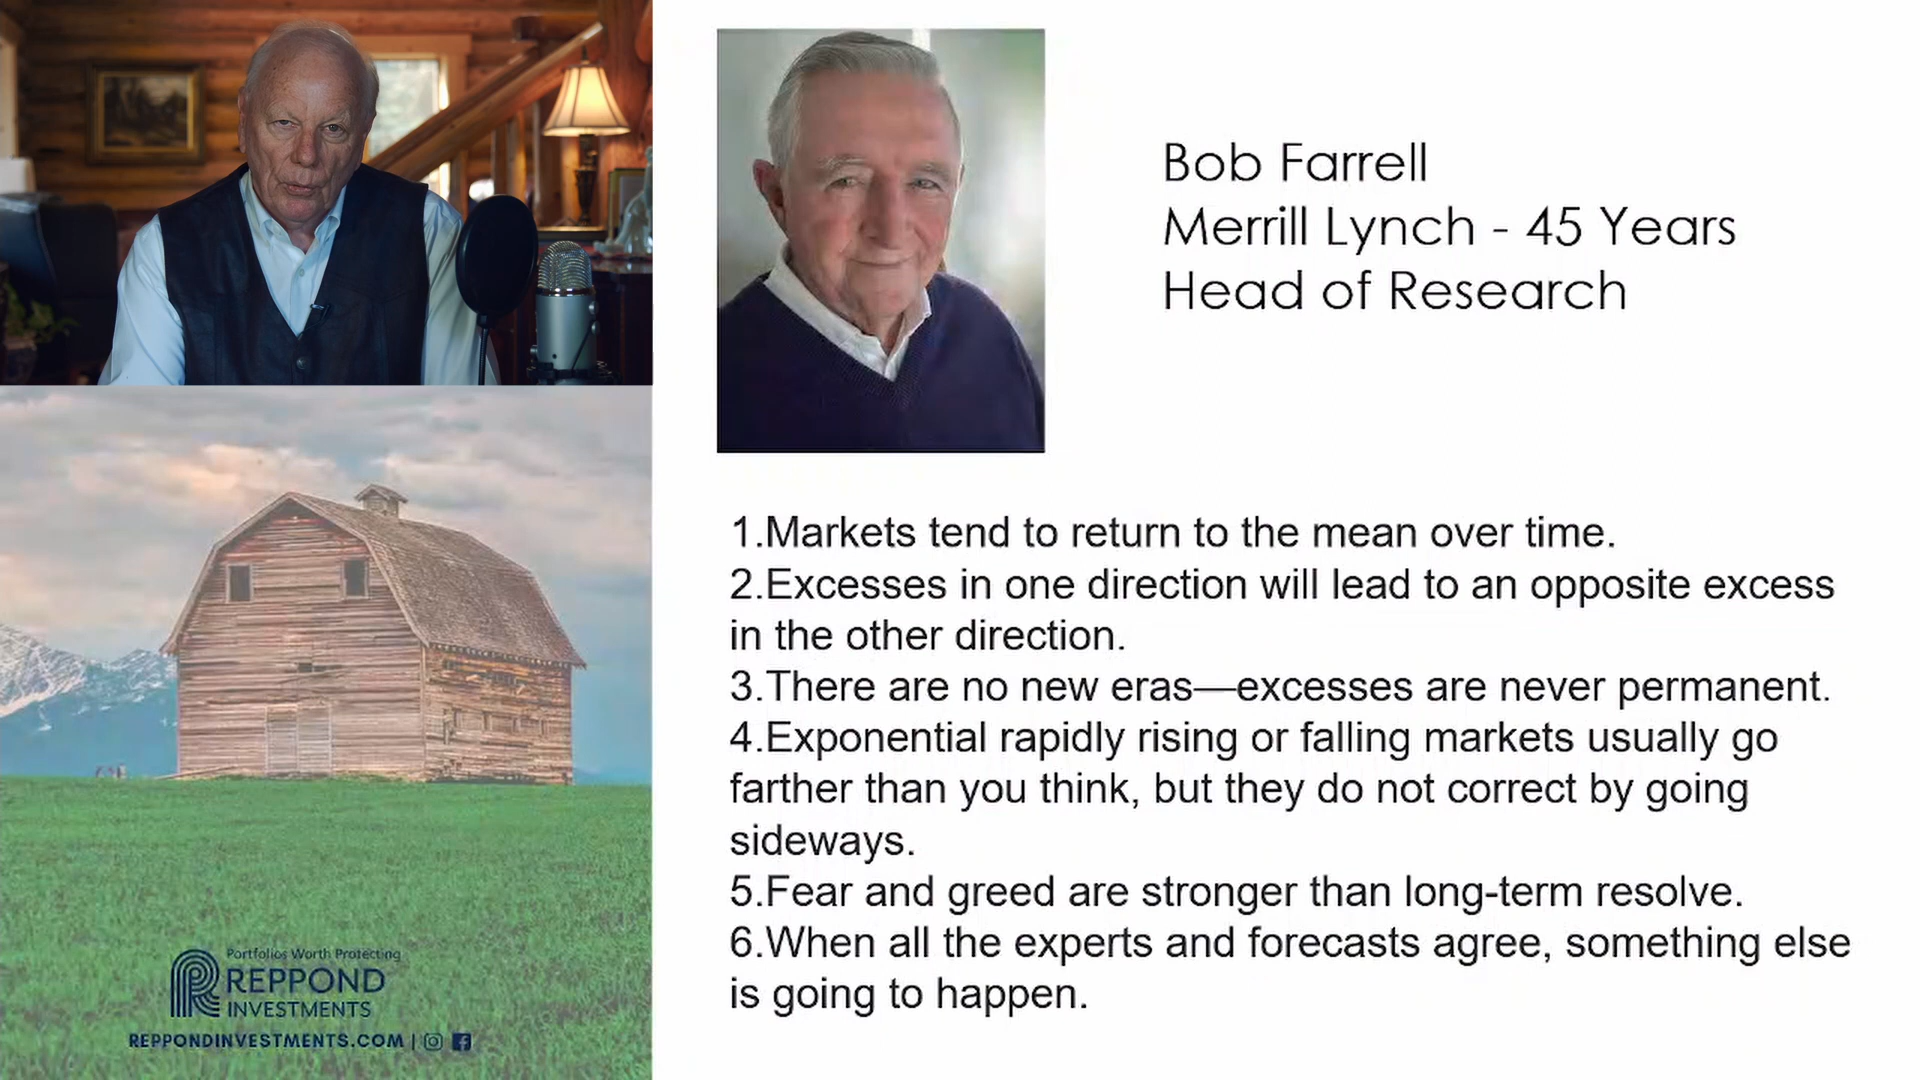 Bob Farrell
Merrill Lynch - 45 Years
Head of Research
1.Markets tend to return to the mean over time.
2.Excesses in one direction will lead to an opposite excess
in the other direction.
3.There are no new eras—excesses are never permanent.
4.Exponential rapidly rising or falling markets usually go
farther than you think, but they do not correct by going
sideways.
5.Fear and greed are stronger than long-term resolve.
6.When all the experts and forecasts agree, something else
is going to happen.
Portfolios Worth Protecting
REPPOND
INVESTMENTS
REPPONDINVESTMENTS.COM |